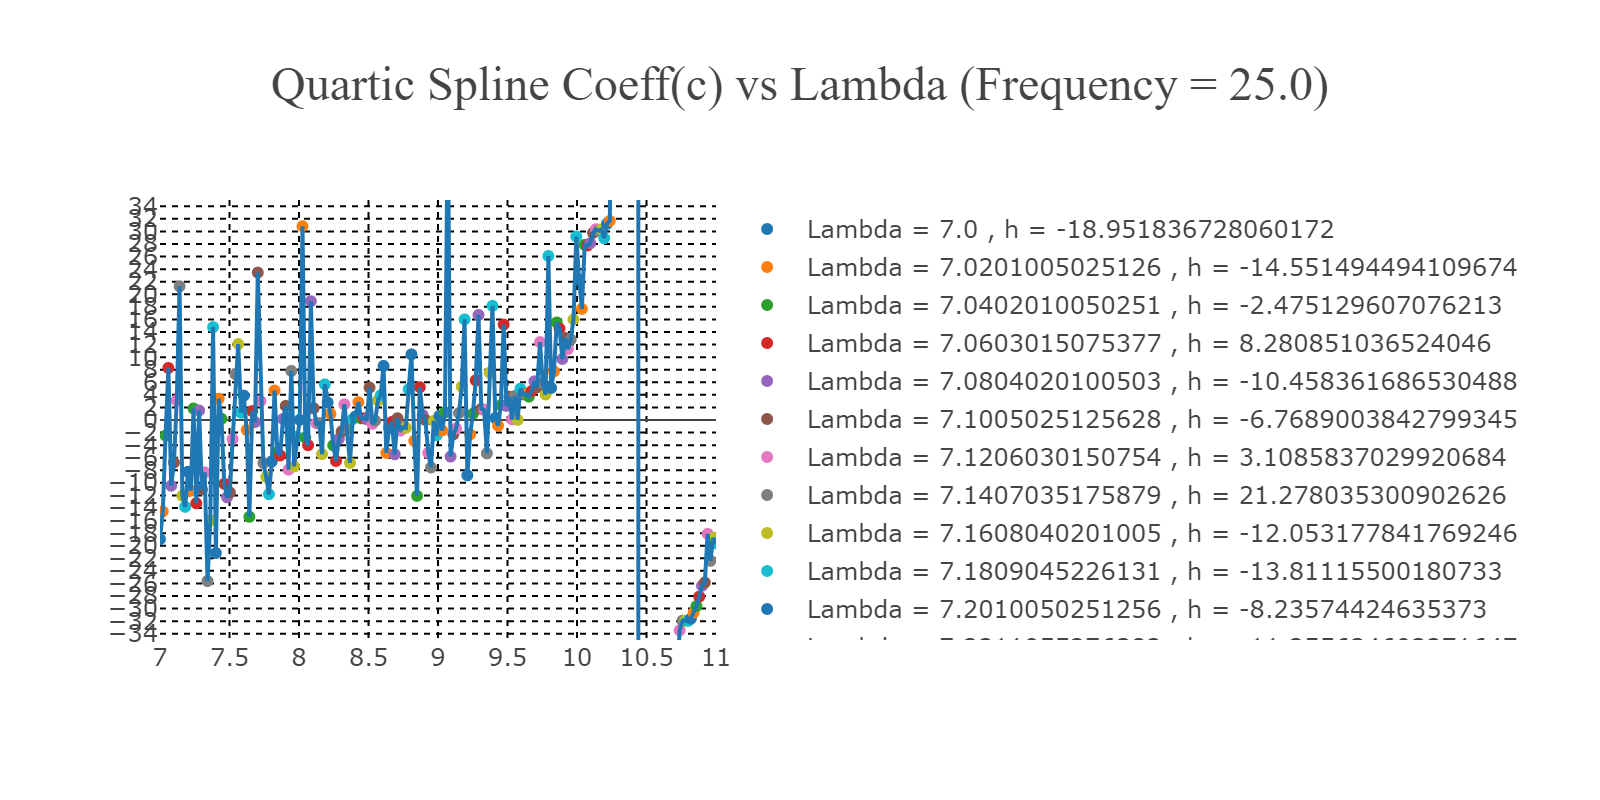 Quartic Spline Coeff(c) vs Lambda (Frequency = 25.0)
34
32
30
28
26
24
22
20
18
16
14
12
10
8
6
4
2
0
−2
−4
−6
−8
−10
−12
−14
−16
−18
−20
−22
−24
−26
−28
−30
−32
−34
7 7.5 8 8.5 9 9.5 10 10.5 11
Lambda = 7.0 , h = -18.951836728060172
Lambda = 7.0201005025126 , h = -14.551494494109674
Lambda = 7.0402010050251 , h = -2.475129607076213
Lambda = 7.0603015075377 , h = 8.280851036524046
Lambda = 7.0804020100503 , h = -10.458361686530488
Lambda = 7.1005025125628 , h = -6.7689003842799345
Lambda = 7.1206030150754 , h = 3.1085837029920684
Lambda = 7.1407035175879 , h = 21.278035300902626
Lambda = 7.1608040201005 , h = -12.053177841769246
Lambda = 7.1809045226131 , h = -13.81115500180733
Lambda = 7.2010050251256 , h = -8.23574424635373